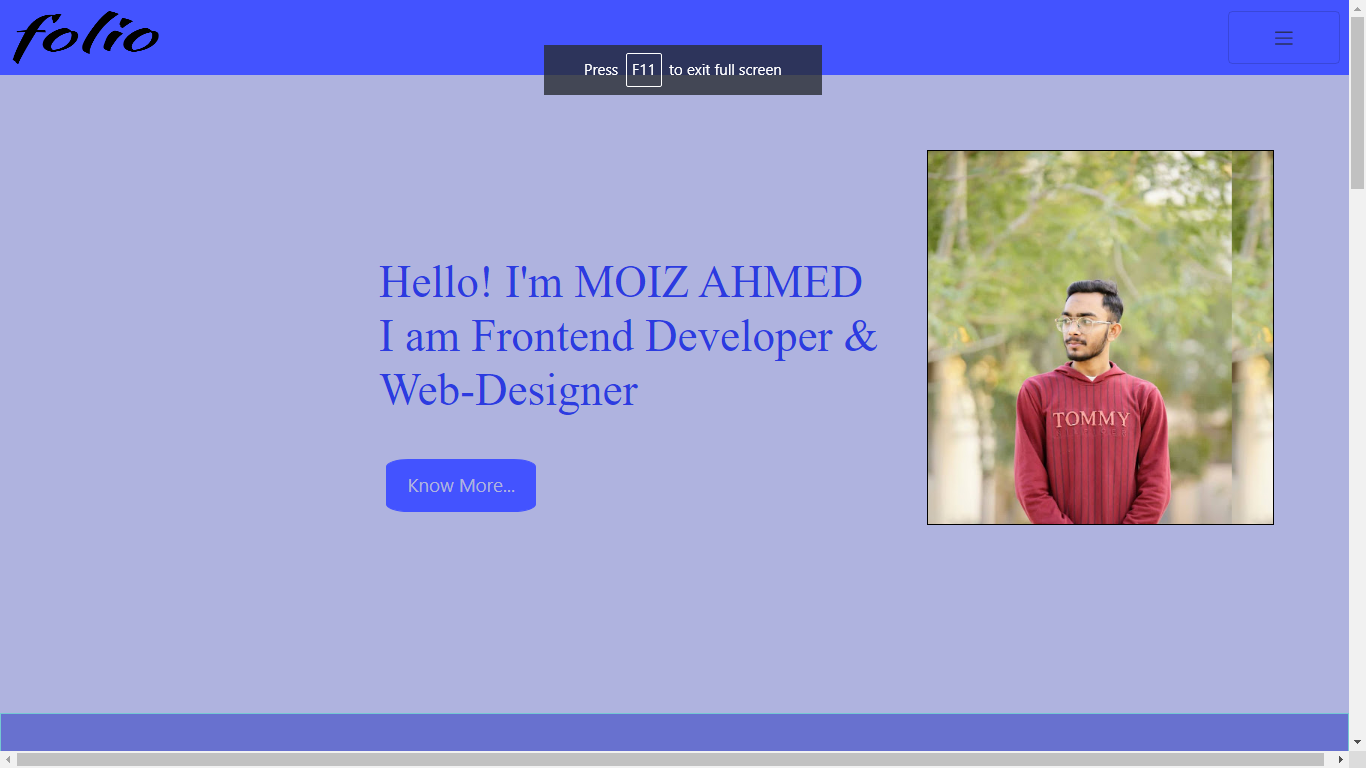 folio
Press F11 to exit full screen
Hello! I'm MOIZ AHMED
I am Frontend Developer &
Web-Designer
TOMMY
Know More...